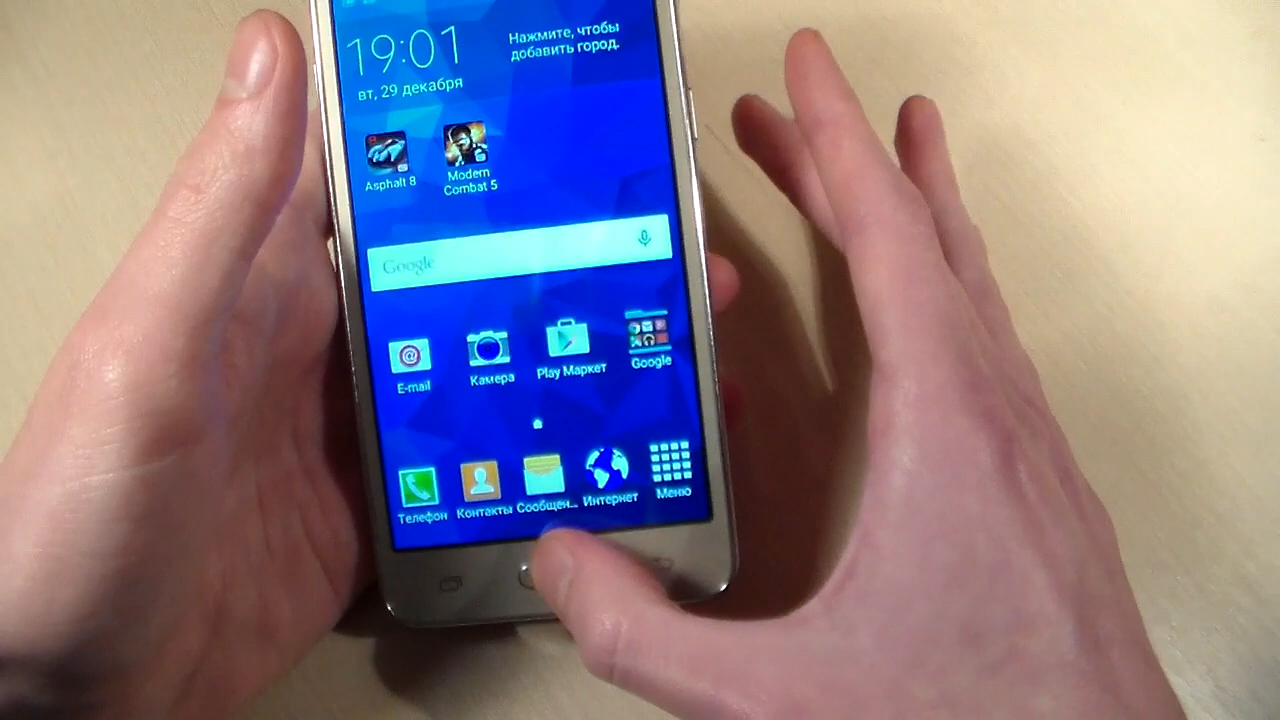 19:01
Нажмите, чтобы
добавить город.
вт, 29 декабря
Asphalt 8
Modern
Combat 5
Google
E-mail
Камера
Play Маркет
Google
Телефон
Контакты
Сообщен...
Интернет
Меню